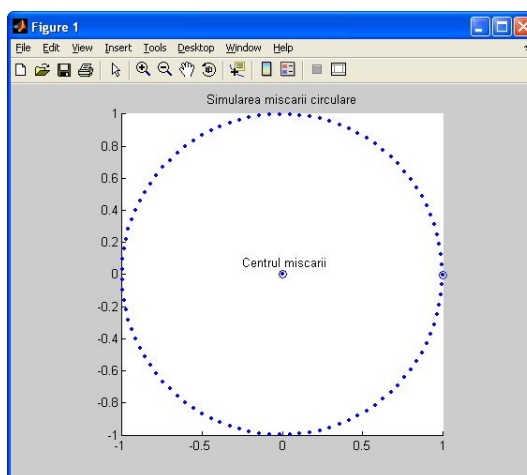 Figure 1
File Edit View Insert Tools Desktop Window Help
Simularea miscarii circulare
1
0.8
0.6
0.4
0.2
Centrul miscarii
0
-0.2
-0.4
-0.6
-0.8
-1
-1 -0.5 0 0.5 1